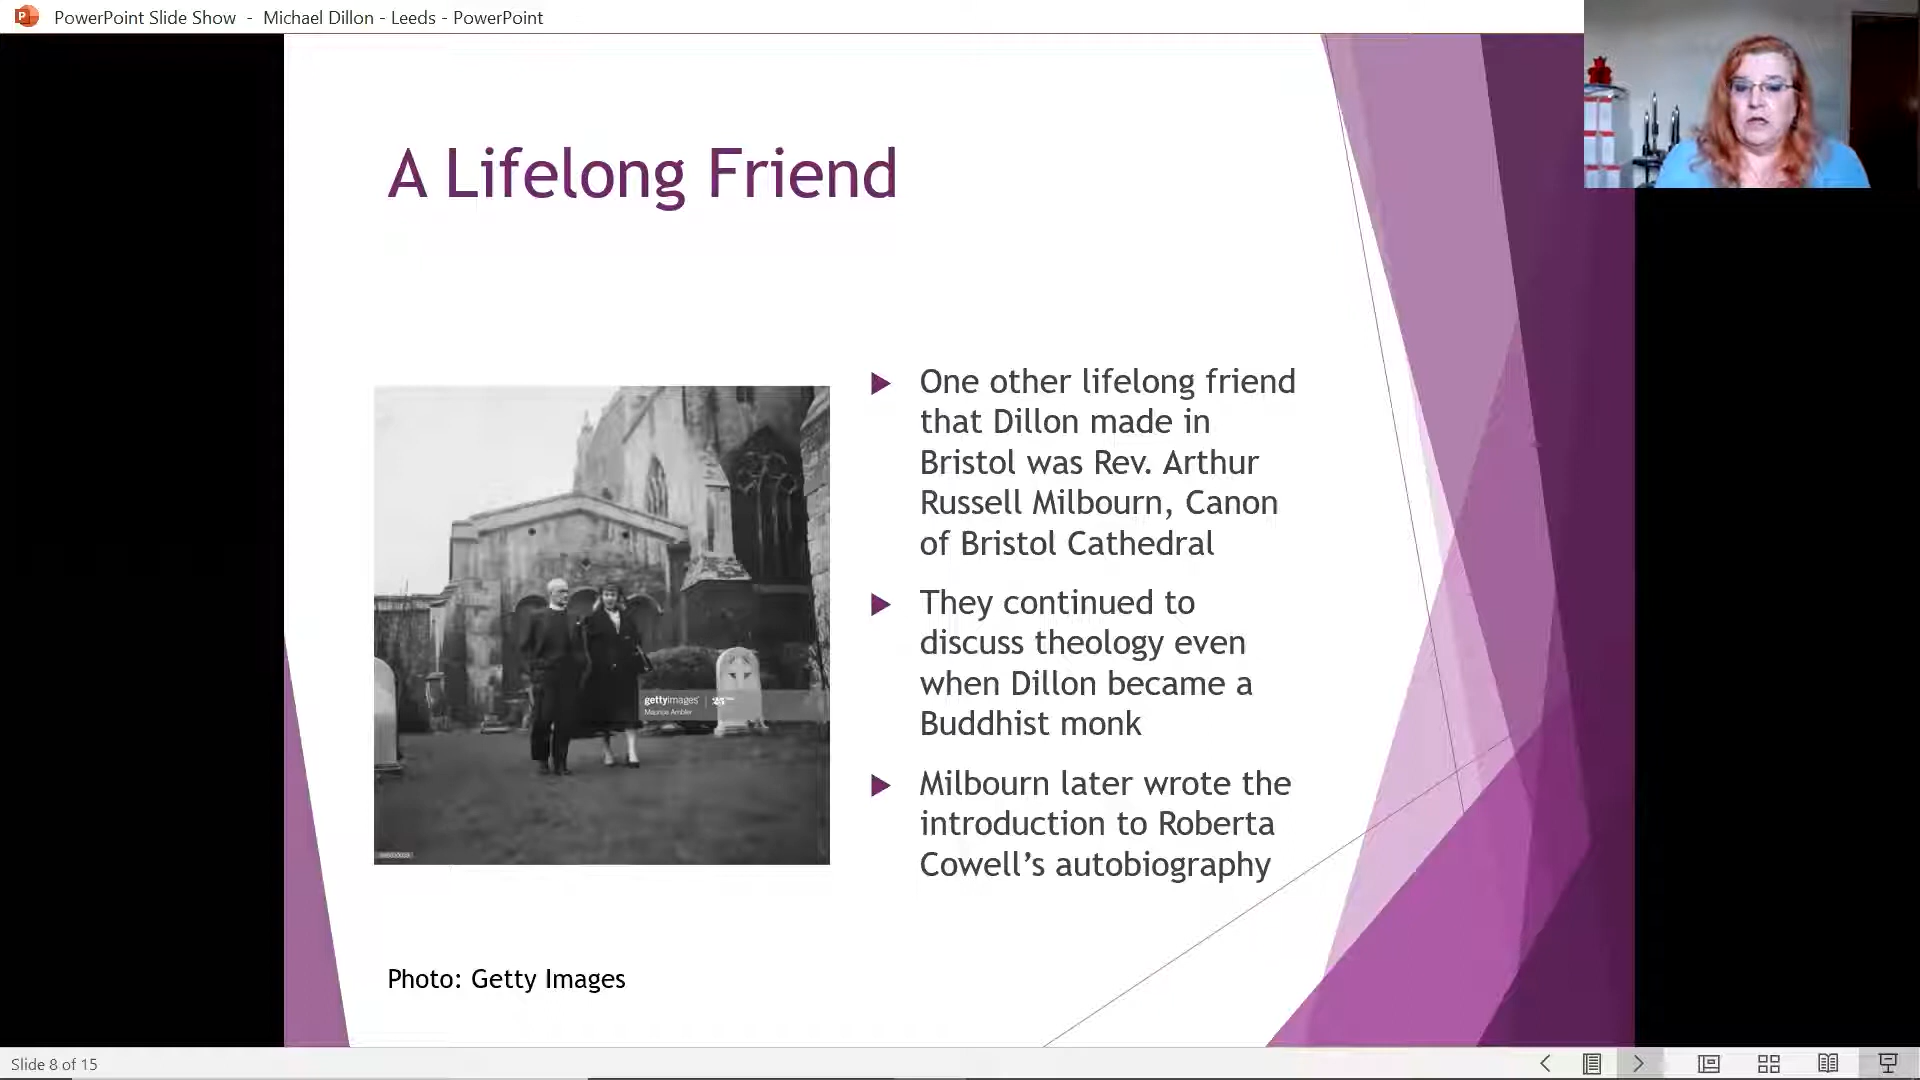 PowerPoint Slide Show - Michael Dillon - Leeds - PowerPoint
A Lifelong Friend
One other lifelong friend
that Dillon made in
Bristol was Rev. Arthur
Russell Milbourn, Canon
of Bristol Cathedral
They continued to
discuss theology even
when Dillon became a
Buddhist monk
Milbourn later wrote the
introduction to Roberta
Cowell’s autobiography
gettyimages
Maurice Ambler
Photo: Getty Images
Slide 8 of 15